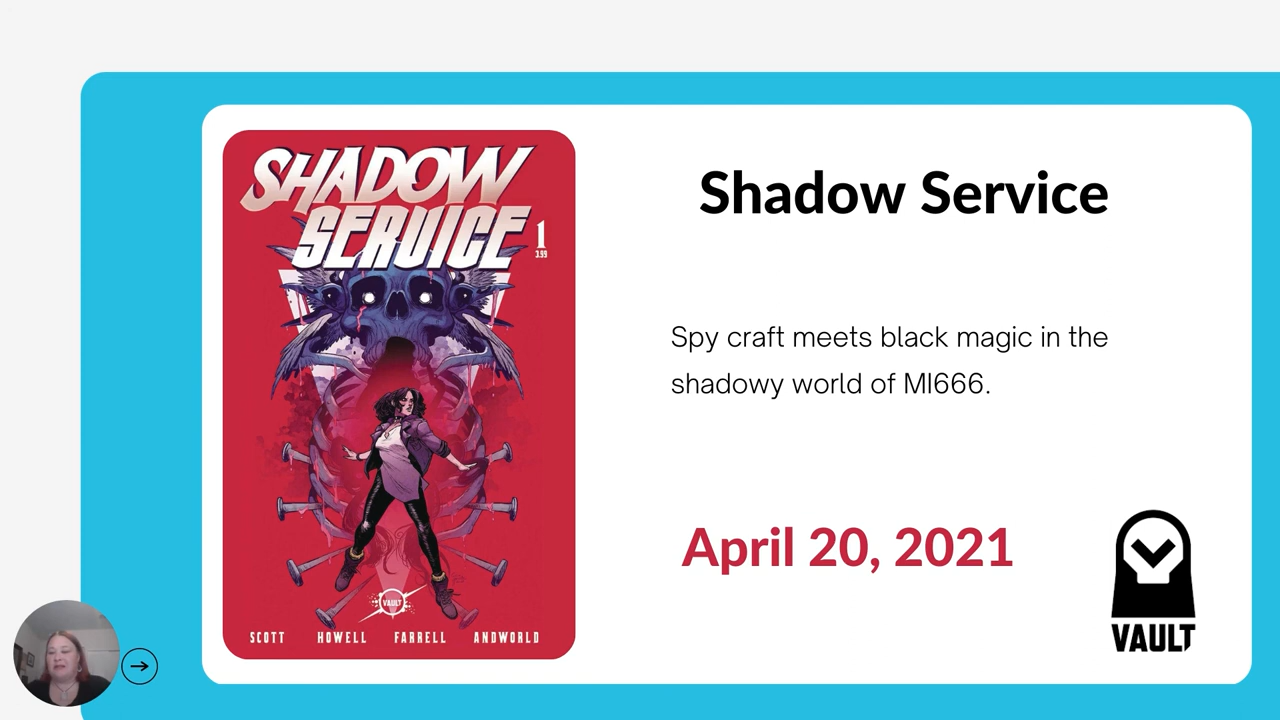 SHADOW
SERVICE
1
3.99
VAULT
SCOTT HOWELL FARRELL ANDWORLD
Shadow Service
Spy craft meets black magic in the
shadowy world of MI666.
April 20, 2021
VAULT